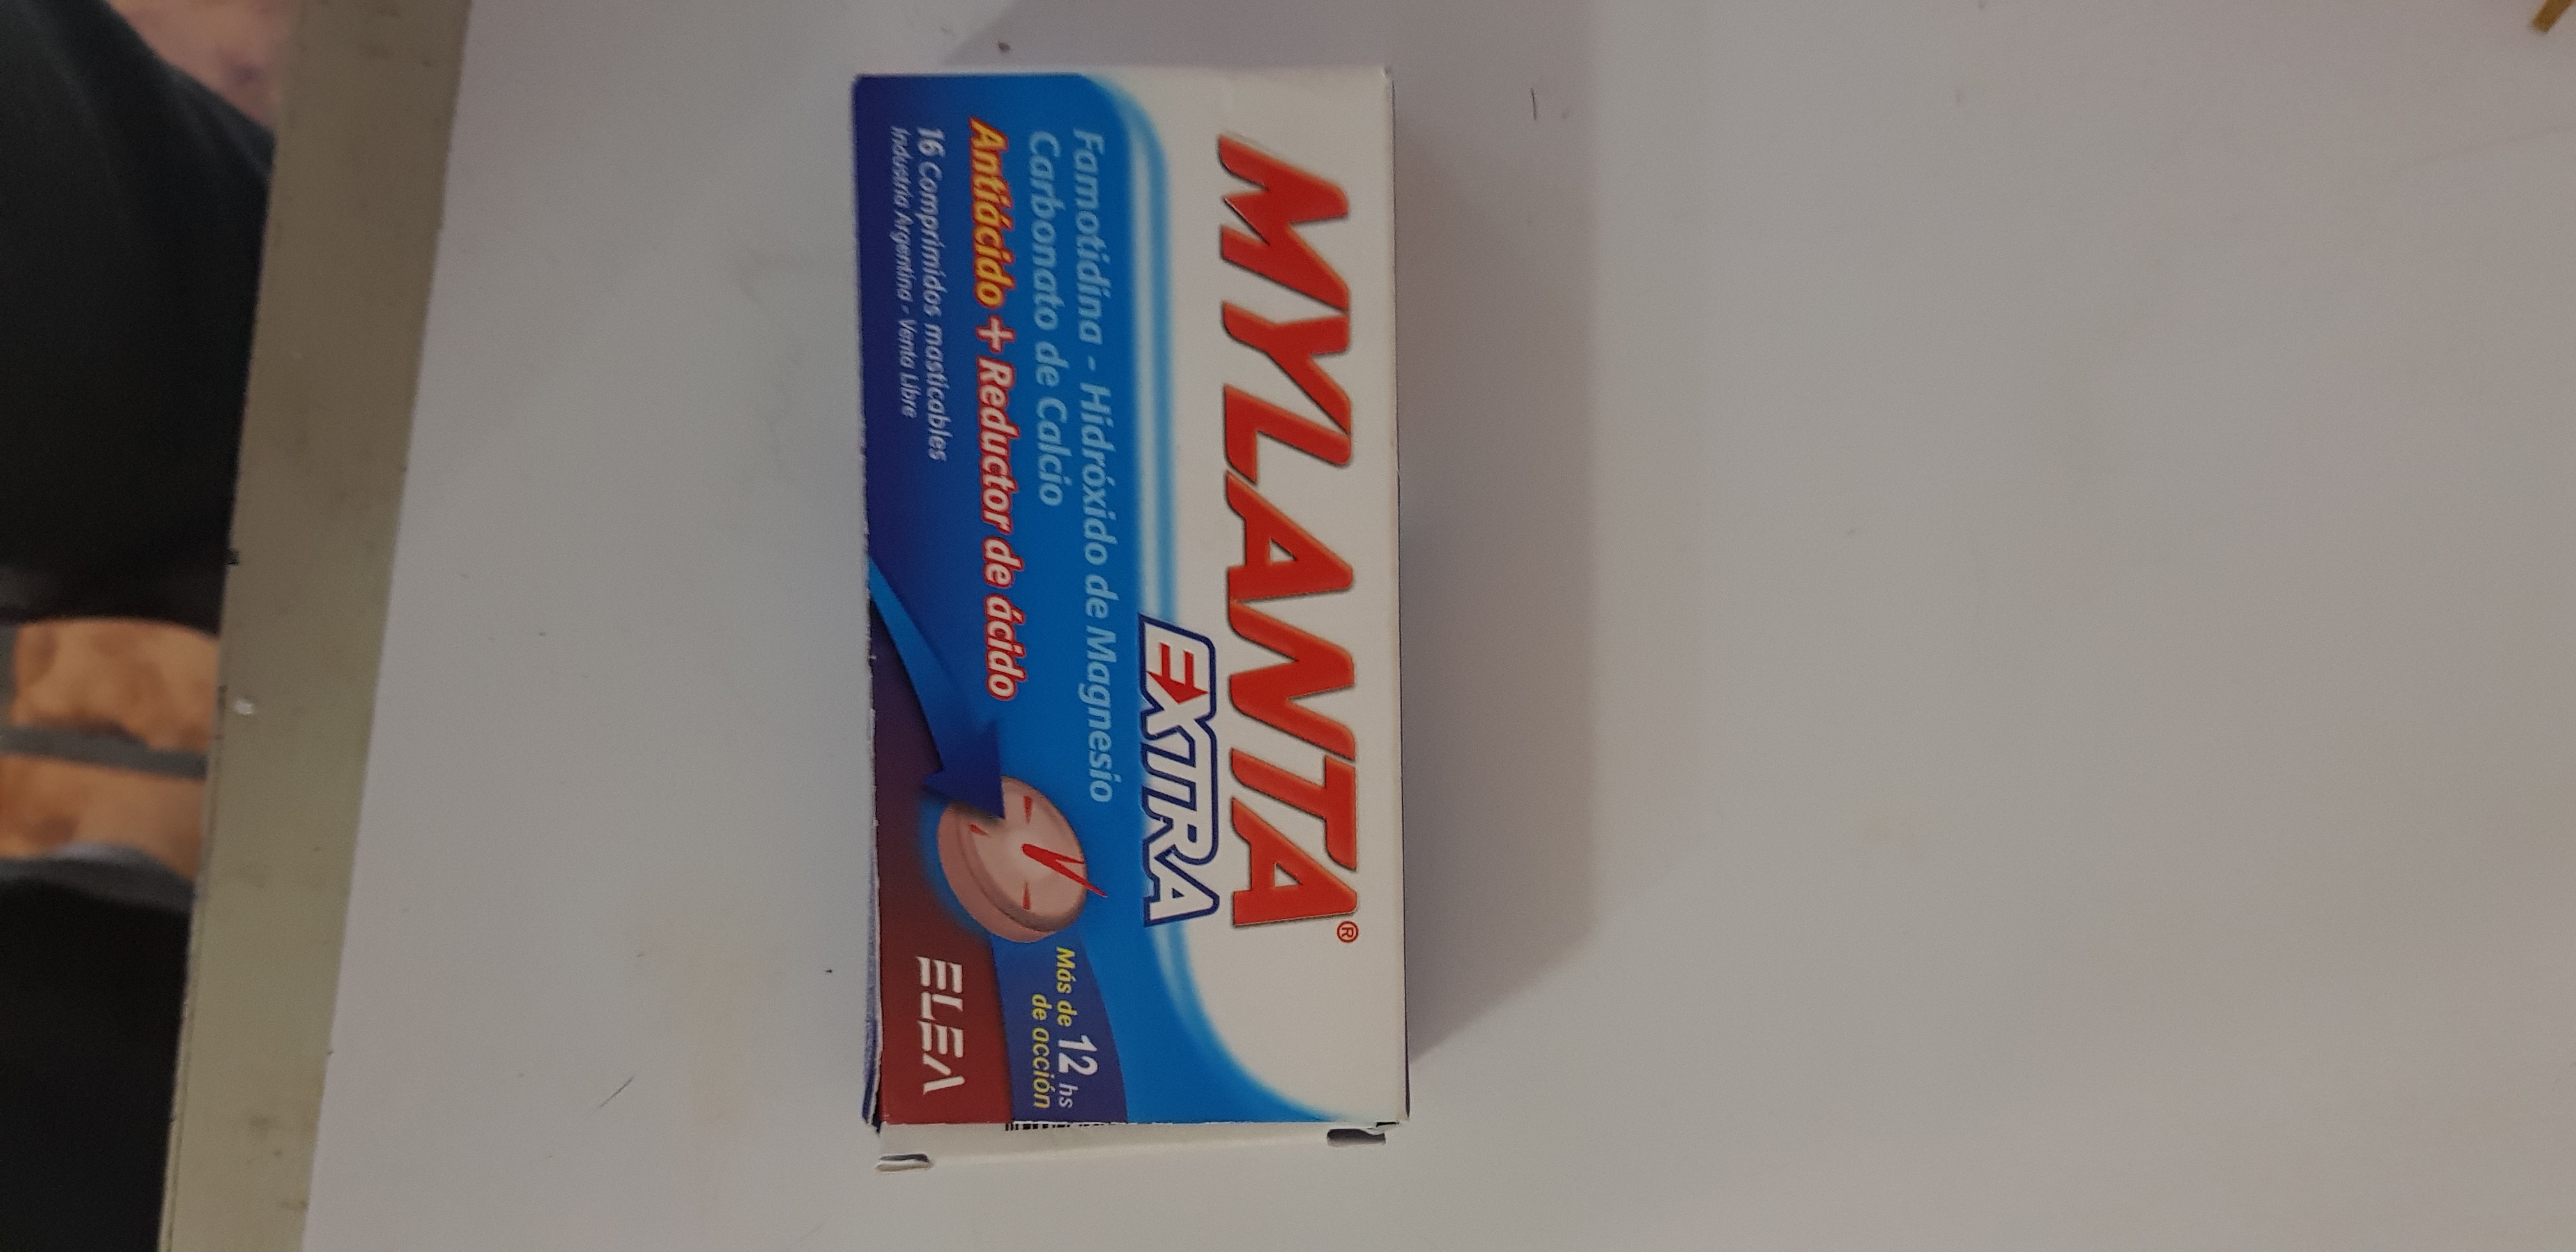 MYLANTA®
EXTRA
Famotidina - Hidróxido de Magnesio
Carbonato de Calcio
Antiácido + Reductor de ácido
16 Comprimidos masticables
Industria Argentina - Venta Libre
Más de 12 hs
de acción
ELEA